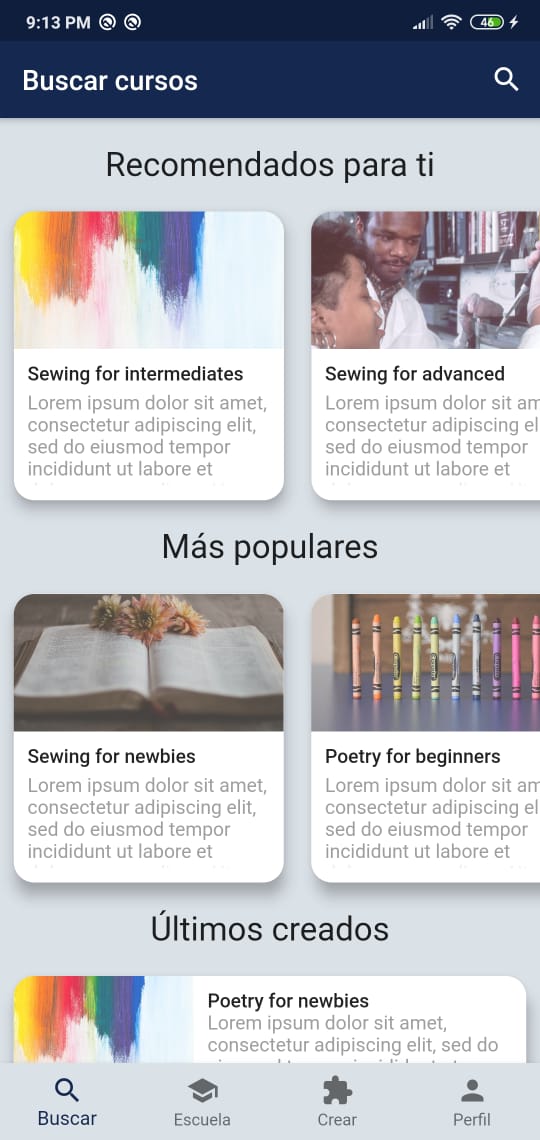 9:13 PM
46
Buscar cursos
Recomendados para ti
Sewing for intermediates
Lorem ipsum dolor sit amet,
consectetur adipiscing elit,
sed do eiusmod tempor
incididunt ut labore et
Sewing for advanced
Lorem ipsum dolor sit am
consectetur adipiscing el
sed do eiusmod tempor
incididunt ut labore et
Más populares
Sewing for newbies
Lorem ipsum dolor sit amet,
consectetur adipiscing elit,
sed do eiusmod tempor
incididunt ut labore et
Poetry for beginners
Lorem ipsum dolor sit am
consectetur adipiscing el
sed do eiusmod tempor
incididunt ut labore et
Últimos creados
Poetry for newbies
Lorem ipsum dolor sit amet,
consectetur adipiscing elit, sed do
Buscar
Escuela
Crear
Perfil